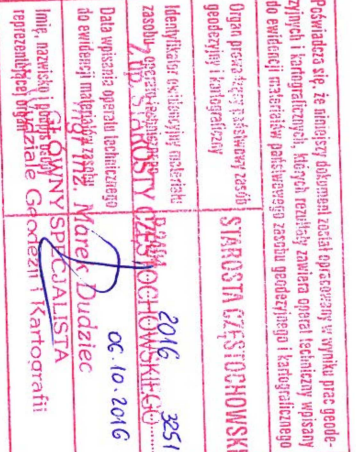 Poświadcza się, że niniejszy dokument został opracowany w wyniku prac geode-
zyjnych i kartograficznych, których rezultaty zawiera operat techniczny wpisany
do ewidencji materiałów państwowego zasobu geodezyjnego i kartograficznego
Organ prowadzący państwowy zasób
geodezyjny i kartograficzny
STAROSTA CZĘSTOCHOWSKI
Identyfikator ewidencyjny materiału
zasobu - operatu technicznego
2016 3251
Z up. STAROSTY CZĘSTOCHOWSKIEGO
Data wpisania operatu technicznego
do ewidencji materiałów zasobu
06.10.2016
mgr inż. Marek Dudziec
Imię, nazwisko i podpis osoby
reprezentującej organ
GŁÓWNY SPECJALISTA
Wydziale Geodezji i Kartografii